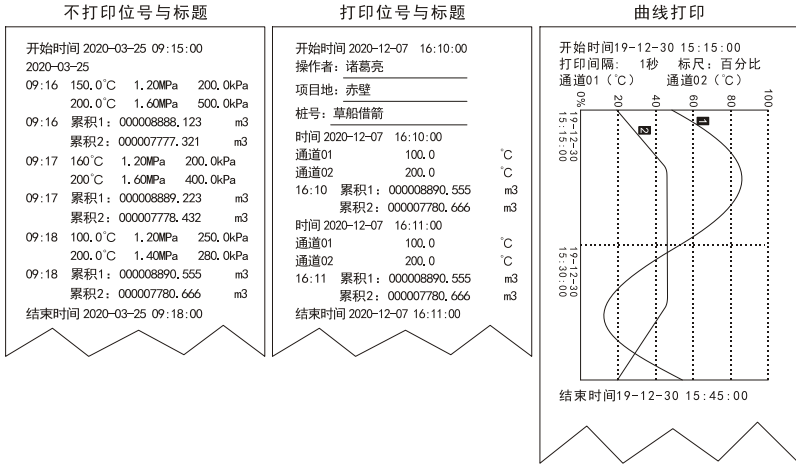 不打印位号与标题
开始时间 2020-03-25 09:15:00
2020-03-25
09:16 150.0℃ 1.20MPa 200.0kPa
200.0℃ 1.60MPa 500.0kPa
09:16 累积1: 000008888.123 m3
累积2: 000007777.321 m3
09:17 160℃ 1.20MPa 200.0kPa
200℃ 1.60MPa 400.0kPa
09:17 累积1: 000008889.223 m3
累积2: 000007778.432 m3
09:18 100.0℃ 1.20MPa 250.0kPa
200.0℃ 1.40MPa 280.0kPa
09:18 累积1: 000008890.555 m3
累积2: 000007780.666 m3
结束时间 2020-03-25 09:18:00
打印位号与标题
开始时间 2020-12-07 16:10:00
操作者: 诸葛亮
项目地: 赤壁
桩号: 草船借箭
时间 2020-12-07 16:10:00
通道01 100.0 ℃
通道02 200.0 ℃
16:10 累积1: 000008890.555 m3
累积2: 000007780.666 m3
时间 2020-12-07 16:11:00
通道01 100.0 ℃
通道02 200.0 ℃
16:11 累积1: 000008890.555 m3
累积2: 000007780.666 m3
结束时间 2020-12-07 16:11:00
曲线打印
开始时间19-12-30 15:15:00
打印间隔: 1秒 标尺: 百分比
通道01 (℃) 通道02 (℃)
0% 20 40 60 80 100
19-12-30
15:15:00
1
2
19-12-30
15:30:00
结束时间19-12-30 15:45:00